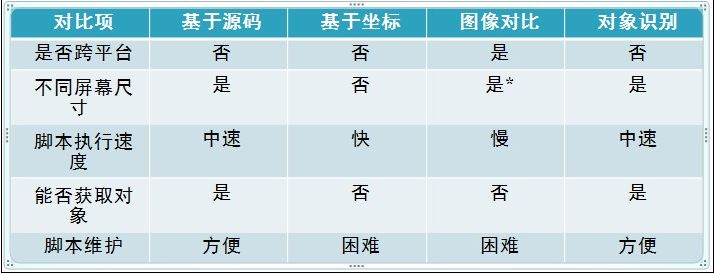 对比项 基于源码 基于坐标 图像对比 对象识别
是否跨平台 否 否 是 否
不同屏幕尺 是 否 是* 是
寸
脚本执行速 中速 快 慢 中速
度
能否获取对 是 否 否 是
象
脚本维护 方便 困难 困难 方便